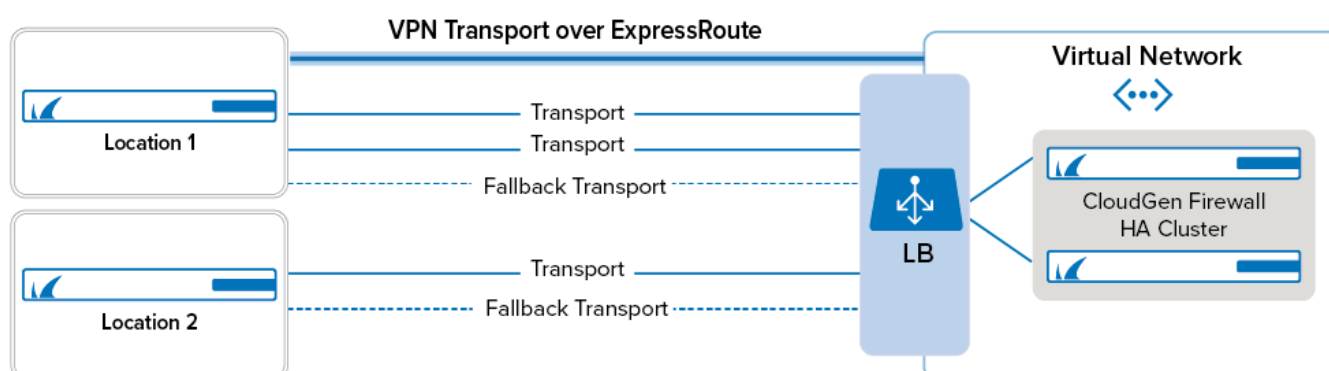 VPN Transport over ExpressRoute
Virtual Network
Transport
Location 1
Transport
Fallback Transport
CloudGen Firewall
HA Cluster
LB
Transport
Fallback Transport
Location 2